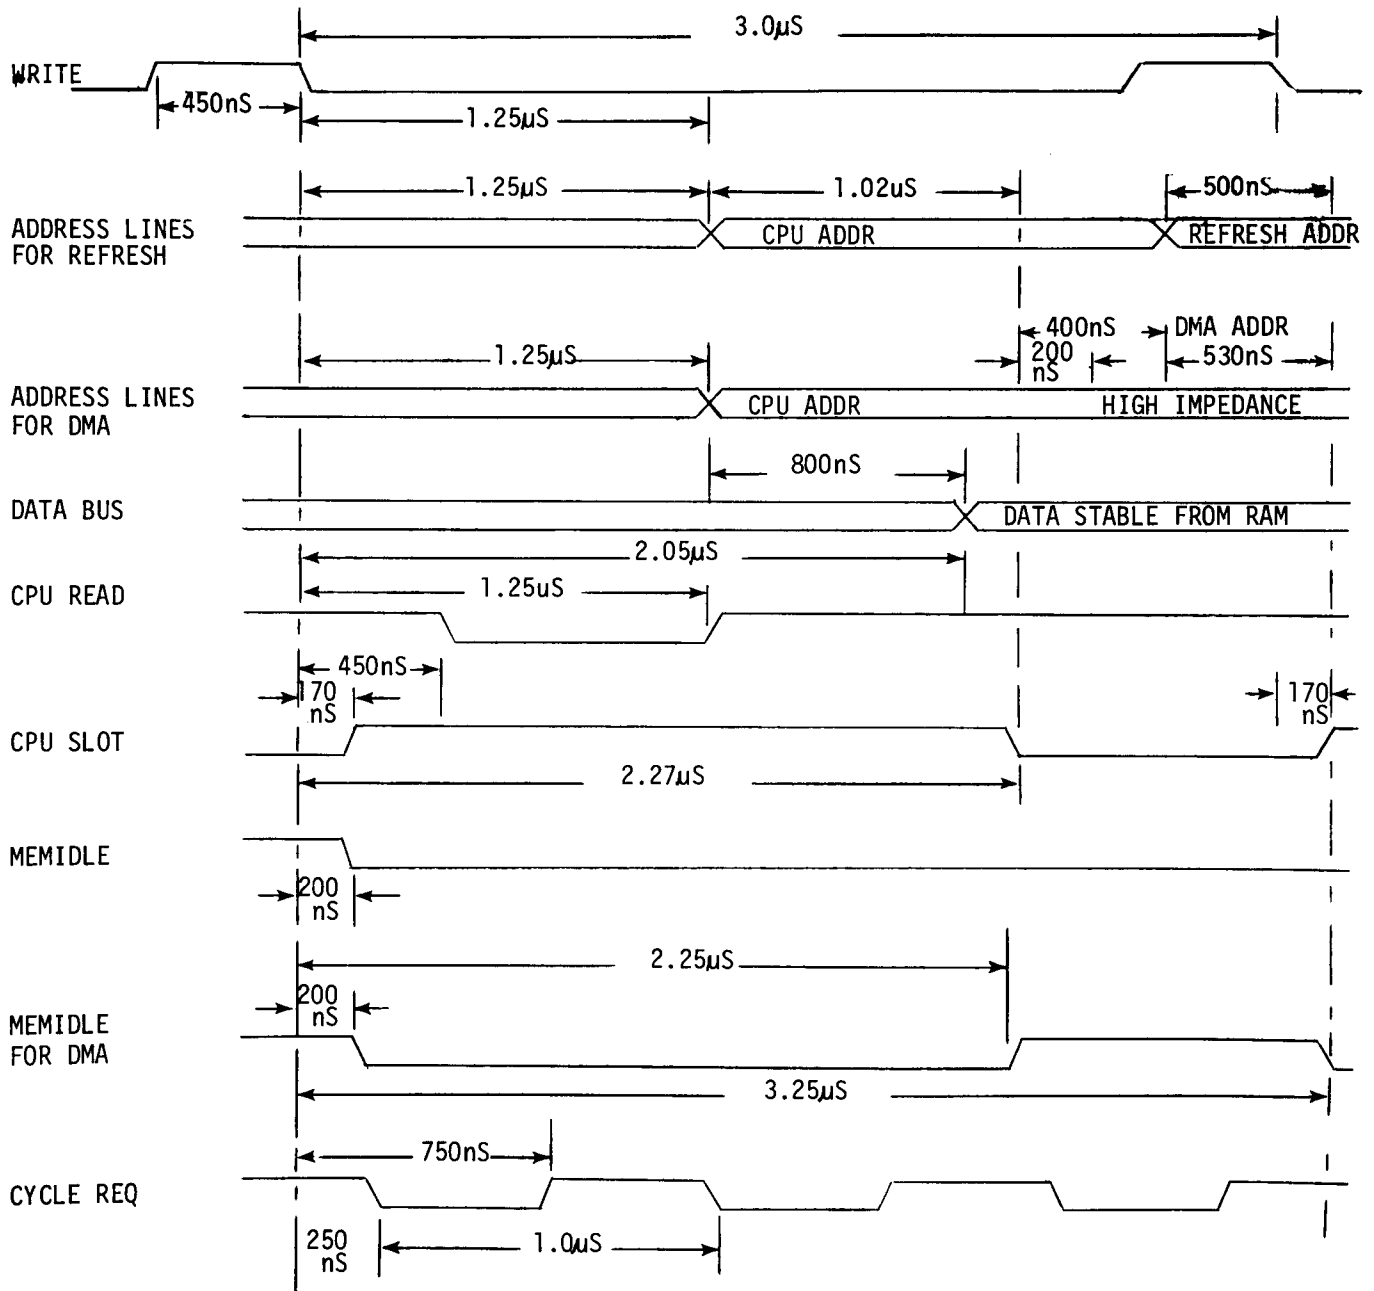 3.0µS
WRITE
450nS
1.25µS
1.25µS
1.02uS
500nS
ADDRESS LINES
FOR REFRESH
CPU ADDR
REFRESH ADDR
400nS
DMA ADDR
1.25µS
200
nS
530nS
ADDRESS LINES
FOR DMA
CPU ADDR
HIGH IMPEDANCE
800nS
DATA BUS
DATA STABLE FROM RAM
2.05µS
CPU READ
1.25uS
450nS
170
nS
170
nS
CPU SLOT
2.27µS
MEMIDLE
200
nS
2.25µS
200
nS
MEMIDLE
FOR DMA
3.25µS
750nS
CYCLE REQ
250
nS
1.0µS